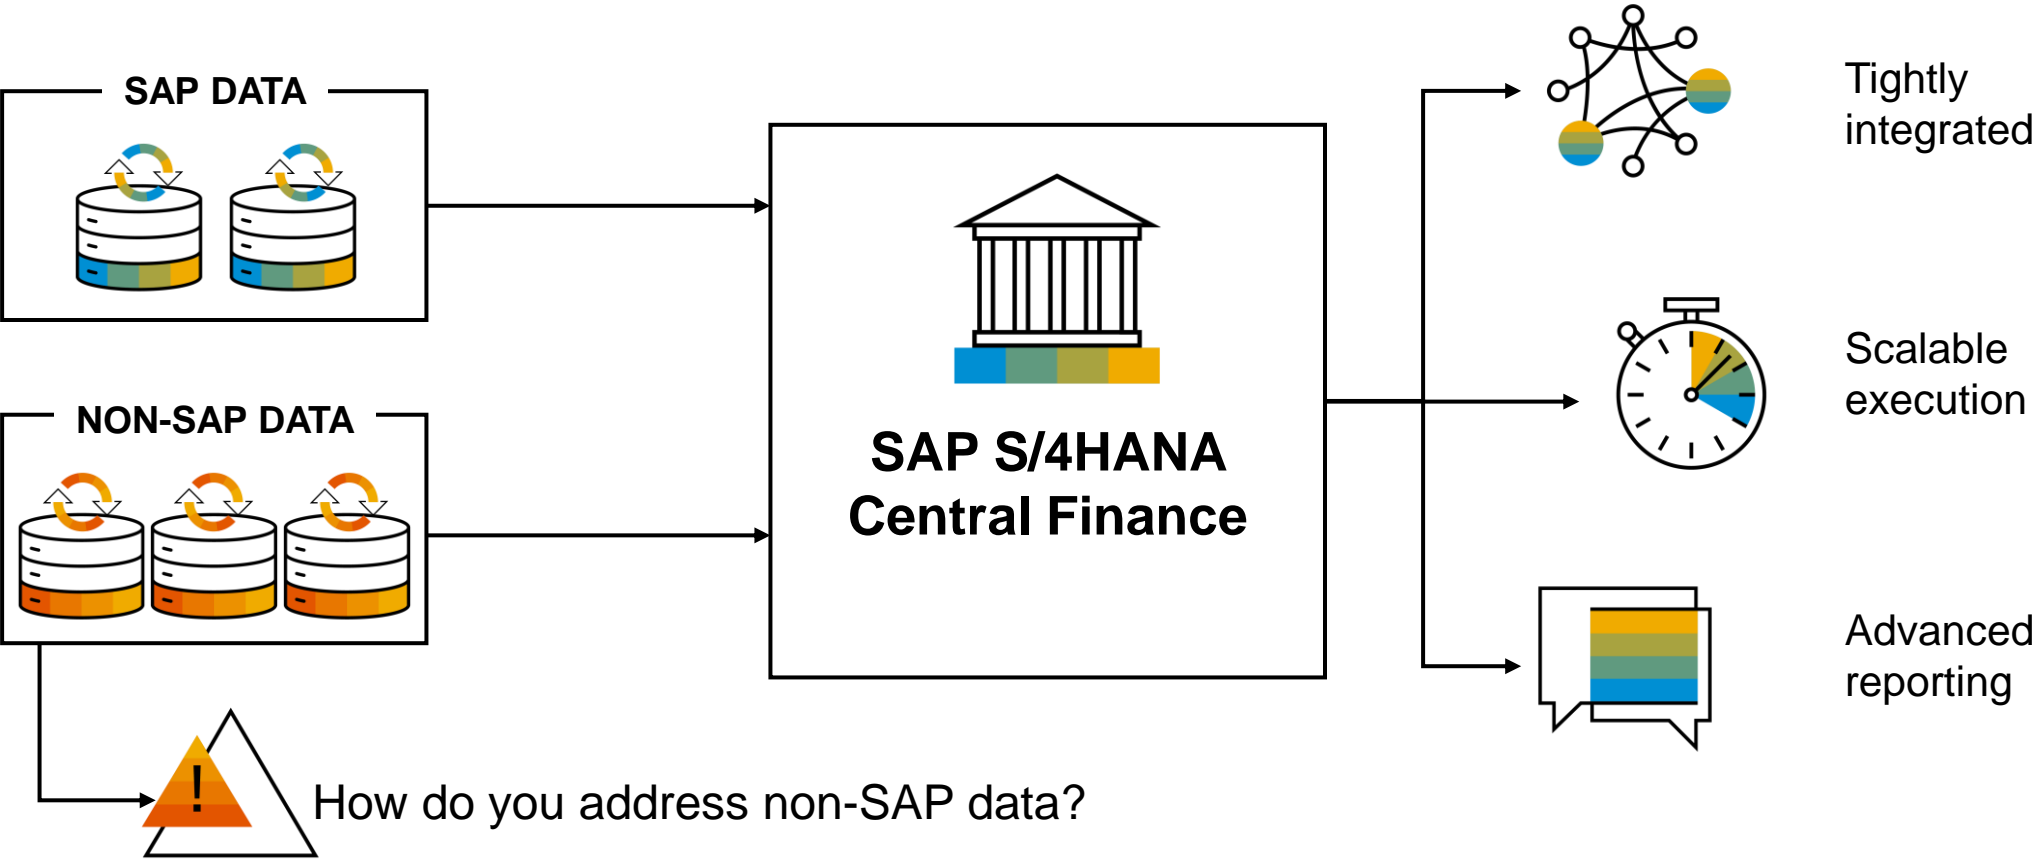 SAP DATA
NON-SAP DATA
!
How do you address non-SAP data?
SAP S/4HANA
Central Finance
Tightly
integrated
Scalable
execution
Advanced
reporting